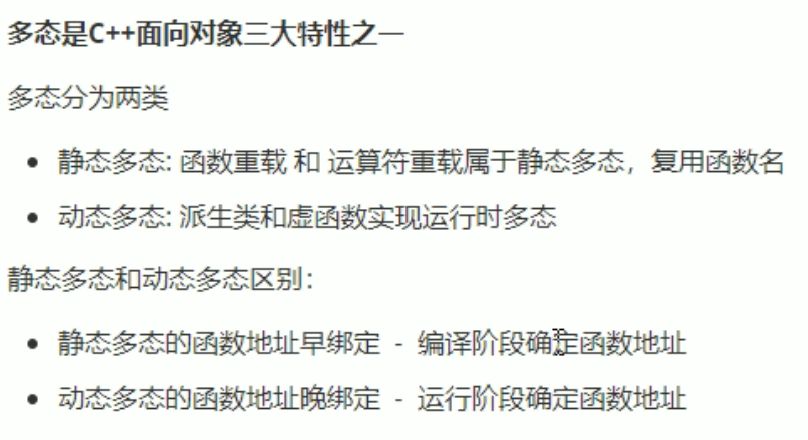 多态是C++面向对象三大特性之一
多态分为两类
• 静态多态: 函数重载 和 运算符重载属于静态多态，复用函数名
• 动态多态: 派生类和虚函数实现运行时多态
静态多态和动态多态区别：
• 静态多态的函数地址早绑定 - 编译阶段确定函数地址
• 动态多态的函数地址晚绑定 - 运行阶段确定函数地址